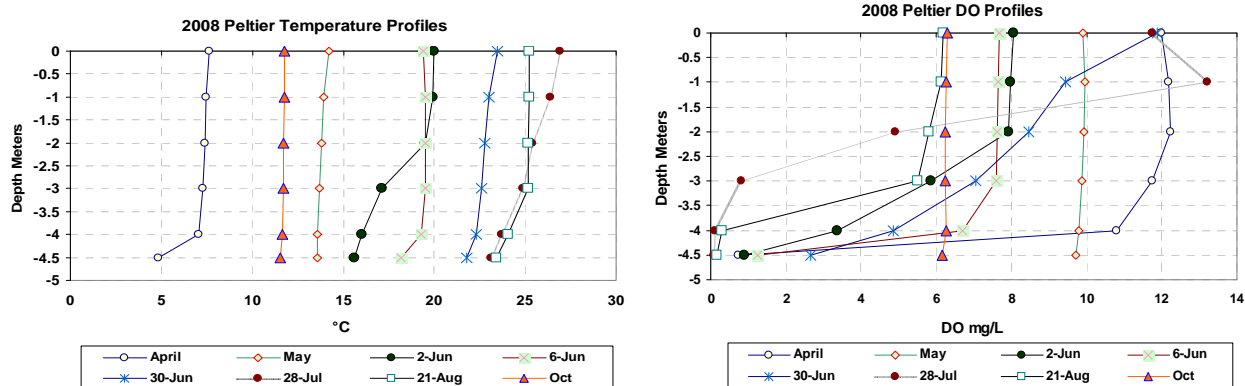 2008 Peltier Temperature Profiles
0
-0.5
-1
-1.5
-2
-2.5
-3
-3.5
-4
-4.5
-5
Depth Meters
0 5 10 15 20 25 30
°C
April May 2-Jun 6-Jun
30-Jun 28-Jul 21-Aug Oct
2008 Peltier DO Profiles
0
-0.5
-1
-1.5
-2
-2.5
-3
-3.5
-4
-4.5
-5
Depth Meters
0 2 4 6 8 10 12 14
DO mg/L
April May 2-Jun 6-Jun
30-Jun 28-Jul 21-Aug Oct